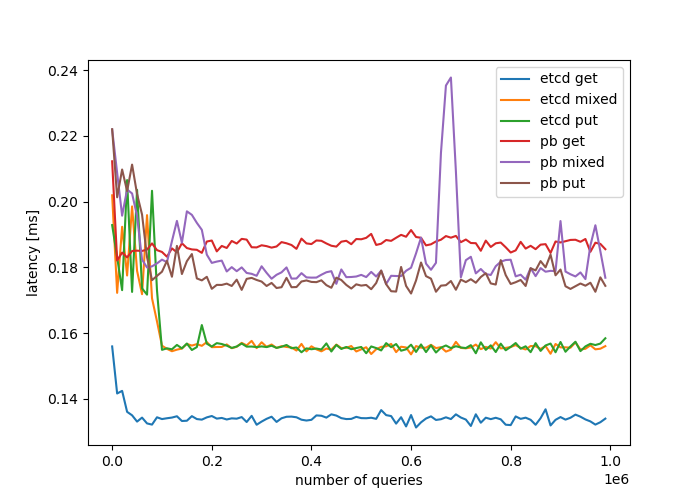 0.24
0.22
0.20
0.18
0.16
0.14
latency [ms]
etcd get
etcd mixed
etcd put
pb get
pb mixed
pb put
0.0 0.2 0.4 0.6 0.8 1.0
1e6
number of queries